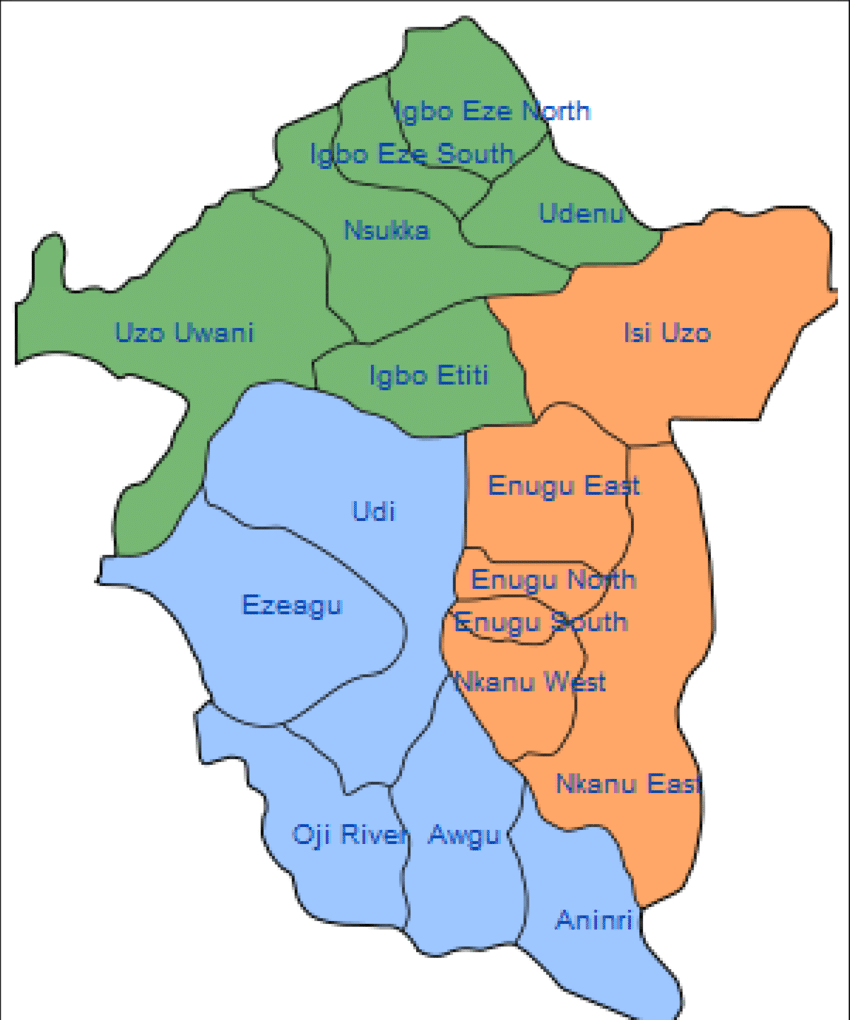 Igbo Eze North
Igbo Eze South
Udenu
Nsukka
Uzo Uwani
Isi Uzo
Igbo Etiti
Enugu East
Udi
Enugu North
Ezeagu
Enugu South
Nkanu West
Nkanu East
Oji River
Awgu
Aninri